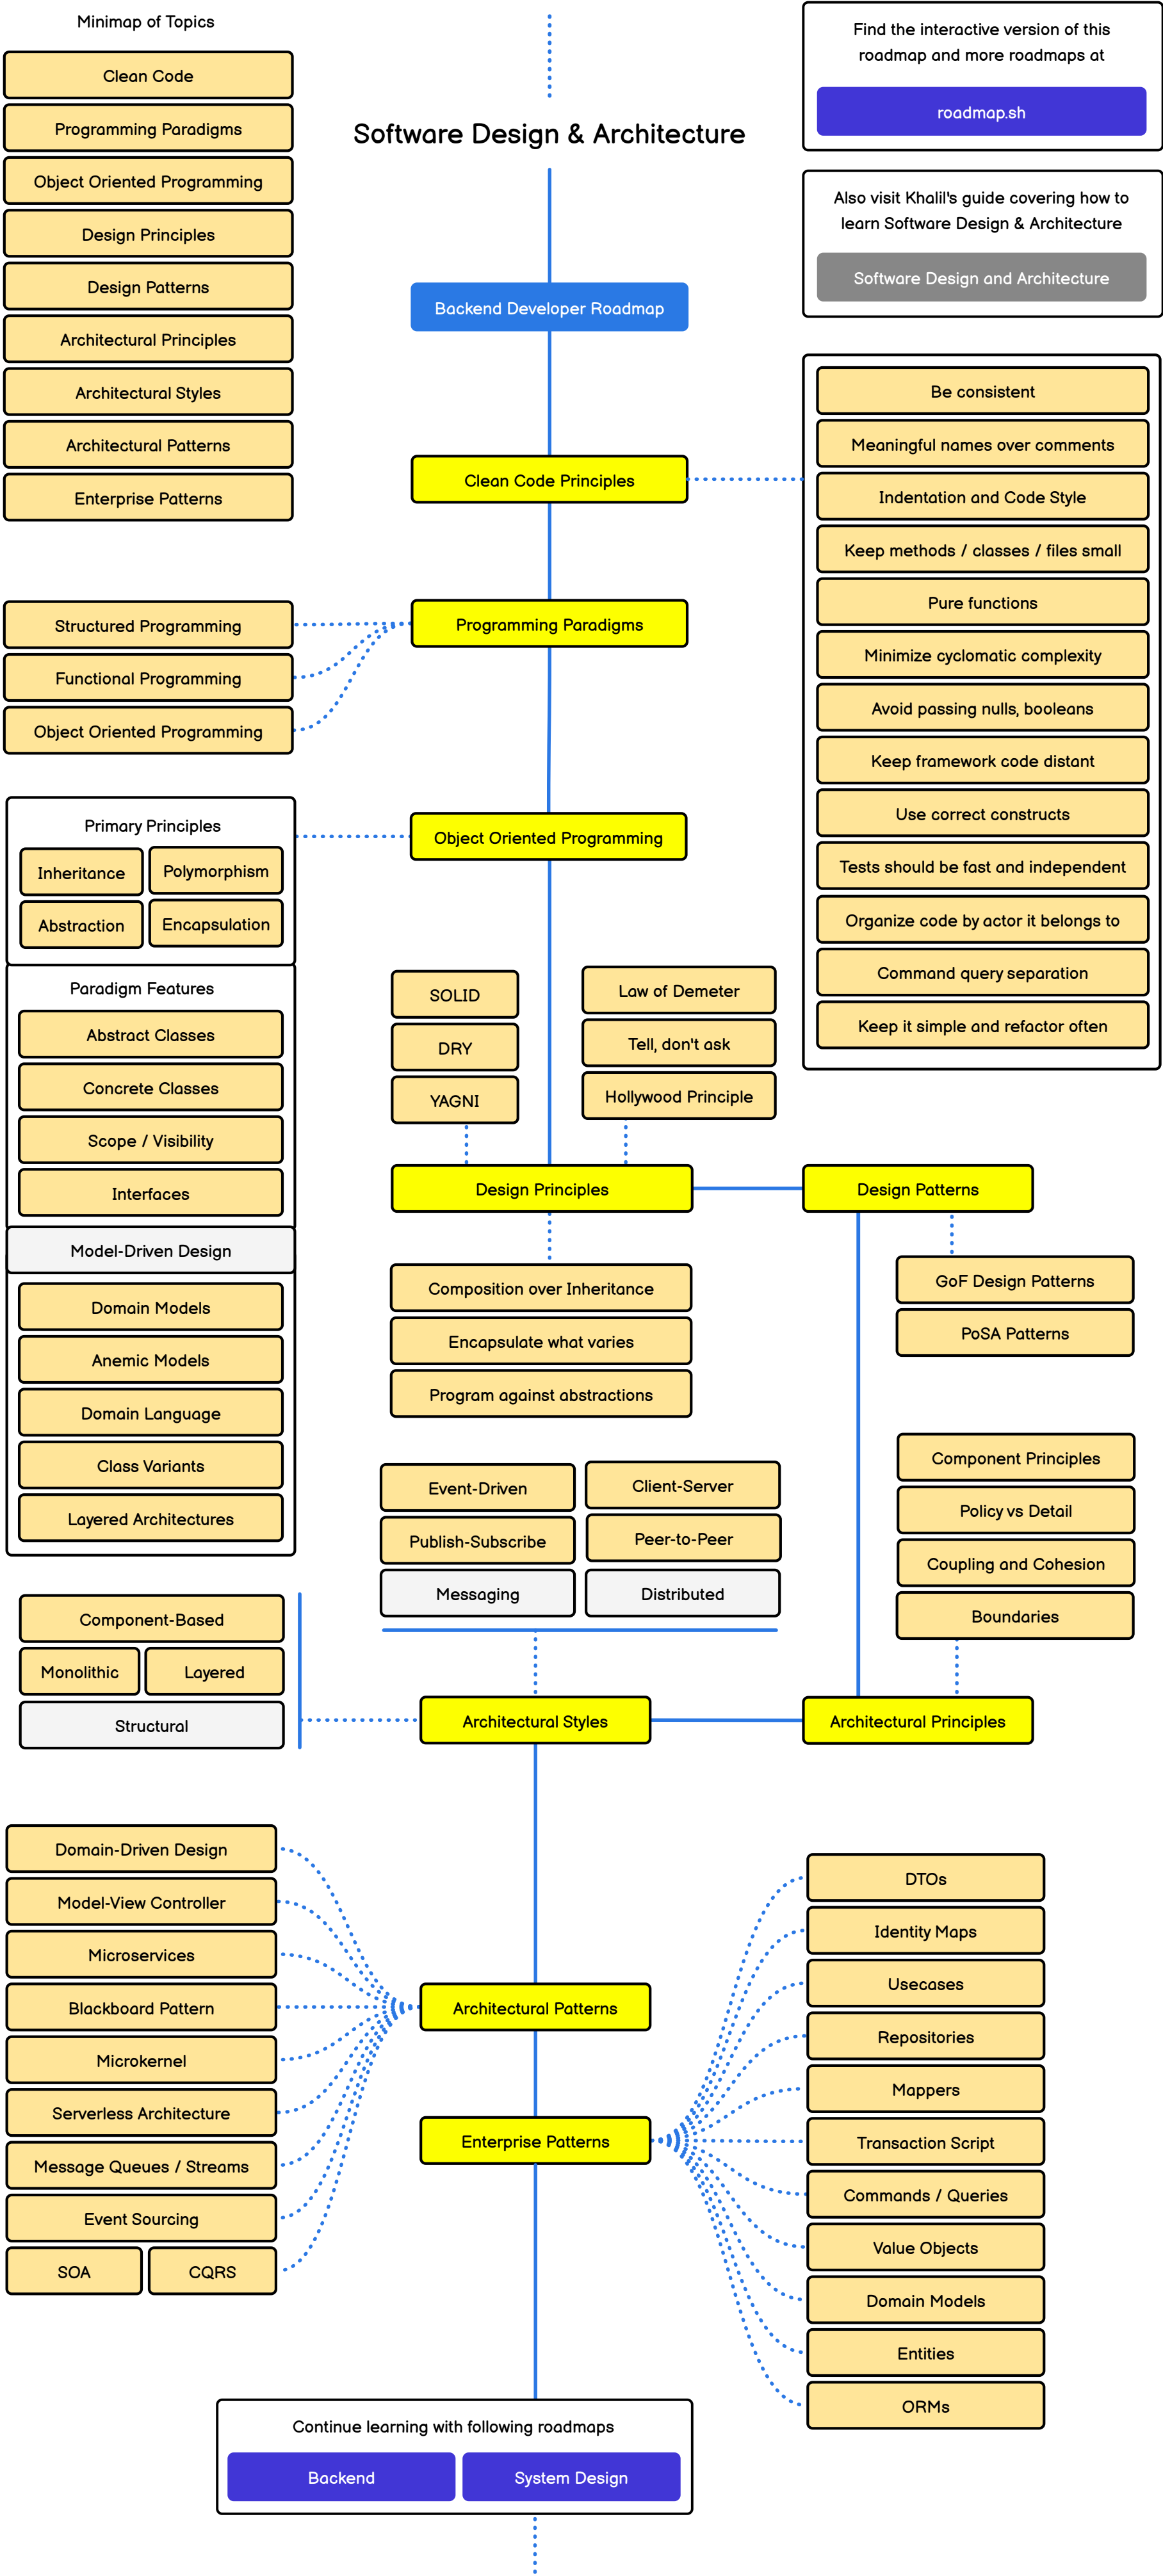 Minimap of Topics
Clean Code
Programming Paradigms
Object Oriented Programming
Design Principles
Design Patterns
Architectural Principles
Architectural Styles
Architectural Patterns
Enterprise Patterns
Software Design & Architecture
Find the interactive version of this
roadmap and more roadmaps at
roadmap.sh
Also visit Khalil's guide covering how to
learn Software Design & Architecture
Software Design and Architecture
Backend Developer Roadmap
Clean Code Principles
Be consistent
Meaningful names over comments
Indentation and Code Style
Keep methods / classes / files small
Pure functions
Minimize cyclomatic complexity
Avoid passing nulls, booleans
Keep framework code distant
Use correct constructs
Tests should be fast and independent
Organize code by actor it belongs to
Command query separation
Keep it simple and refactor often
Programming Paradigms
Structured Programming
Functional Programming
Object Oriented Programming
Object Oriented Programming
Primary Principles
Inheritance
Polymorphism
Abstraction
Encapsulation
Paradigm Features
Abstract Classes
Concrete Classes
Scope / Visibility
Interfaces
Model-Driven Design
Domain Models
Anemic Models
Domain Language
Class Variants
Layered Architectures
SOLID
DRY
YAGNI
Law of Demeter
Tell, don't ask
Hollywood Principle
Design Principles
Composition over Inheritance
Encapsulate what varies
Program against abstractions
Design Patterns
GoF Design Patterns
PoSA Patterns
Component Principles
Policy vs Detail
Coupling and Cohesion
Boundaries
Architectural Principles
Event-Driven
Publish-Subscribe
Messaging
Client-Server
Peer-to-Peer
Distributed
Architectural Styles
Component-Based
Monolithic
Layered
Structural
Architectural Patterns
Domain-Driven Design
Model-View Controller
Microservices
Blackboard Pattern
Microkernel
Serverless Architecture
Message Queues / Streams
Event Sourcing
SOA
CQRS
Enterprise Patterns
DTOs
Identity Maps
Usecases
Repositories
Mappers
Transaction Script
Commands / Queries
Value Objects
Domain Models
Entities
ORMs
Continue learning with following roadmaps
Backend
System Design